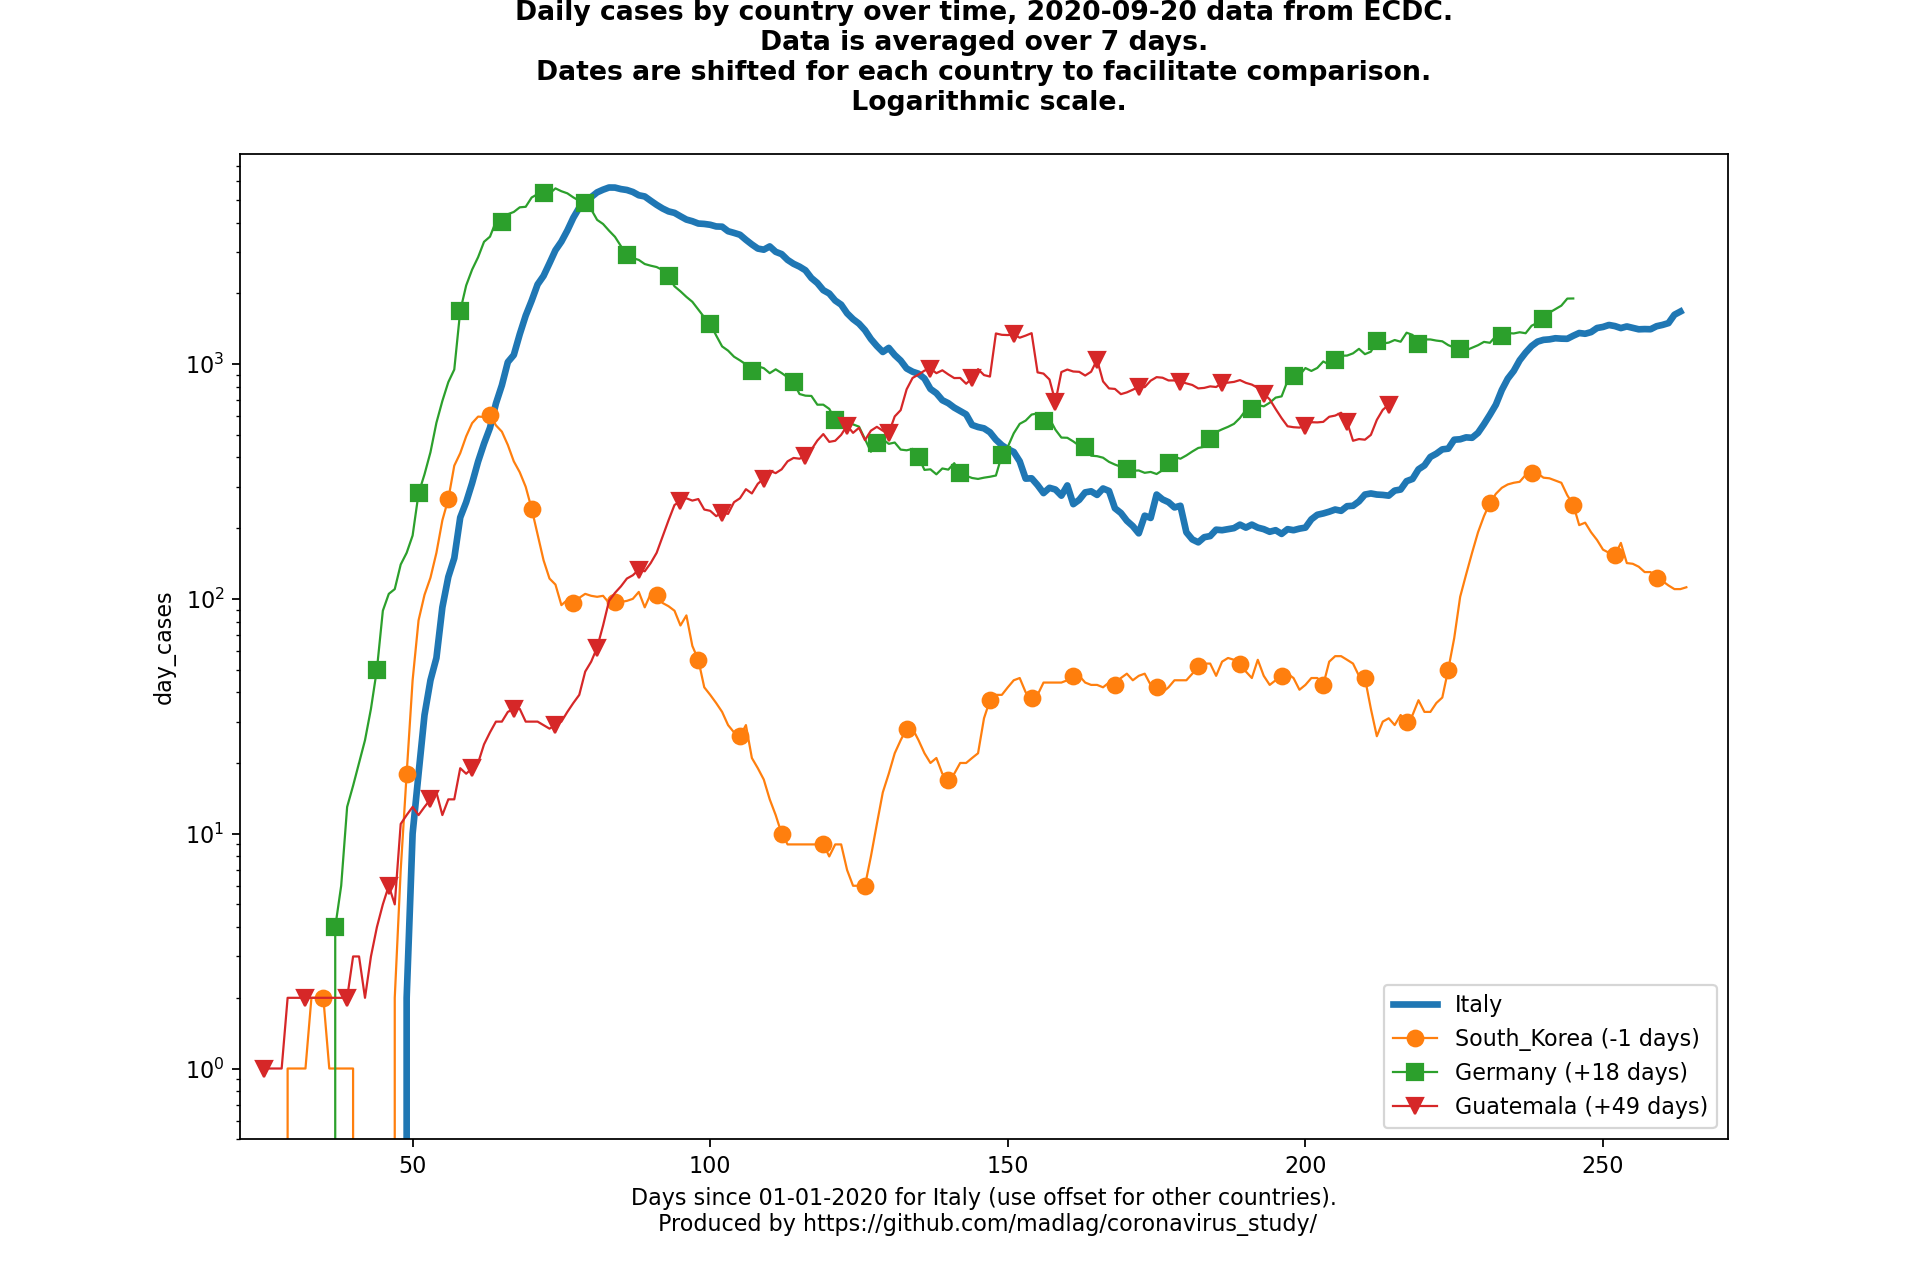 Daily cases by country over time, 2020-09-20 data from ECDC.
Data is averaged over 7 days.
Dates are shifted for each country to facilitate comparison.
Logarithmic scale.
10³
10²
10¹
10⁰
day_cases
Italy
South_Korea (-1 days)
Germany (+18 days)
Guatemala (+49 days)
50 100 150 200 250
Days since 01-01-2020 for Italy (use offset for other countries).
Produced by https://github.com/madlag/coronavirus_study/